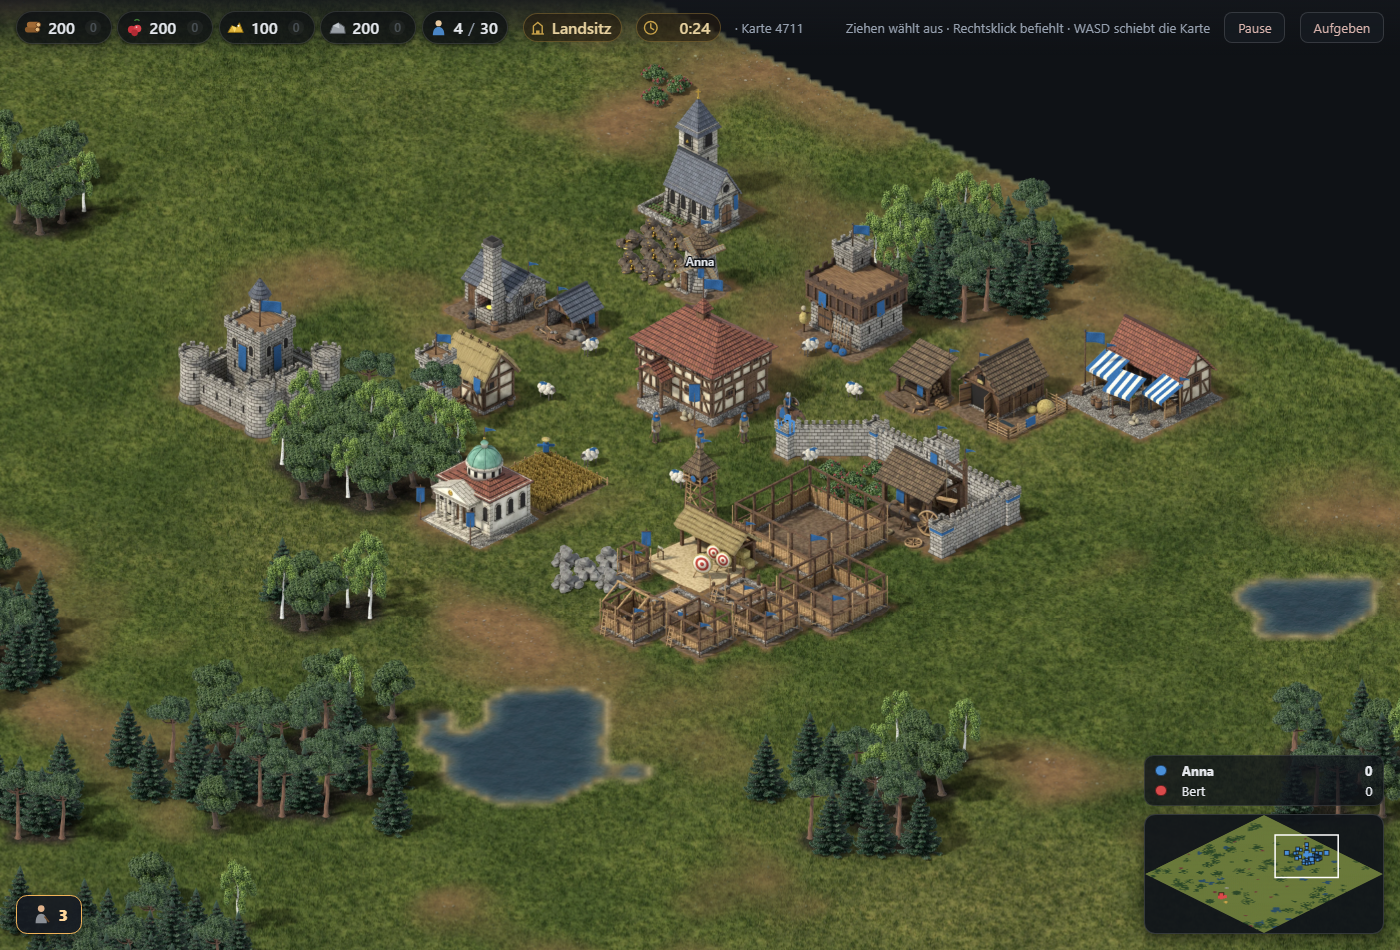 200 0 200 0 100 0 200 0 4 / 30 Landsitz 0:24 · Karte 4711 Ziehen wählt aus · Rechtsklick befiehlt · WASD schiebt die Karte Pause Aufgeben
Anna
Anna 0
Bert 0
3